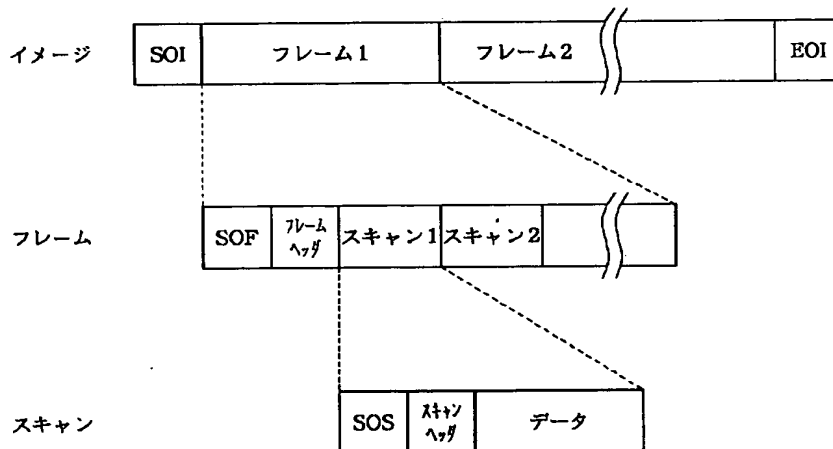 イメージ
SOI
フレーム1
フレーム2
EOI
フレーム
SOF
フレーム
ヘッダ
スキャン1
スキャン2
スキャン
SOS
スキャン
ヘッダ
データ